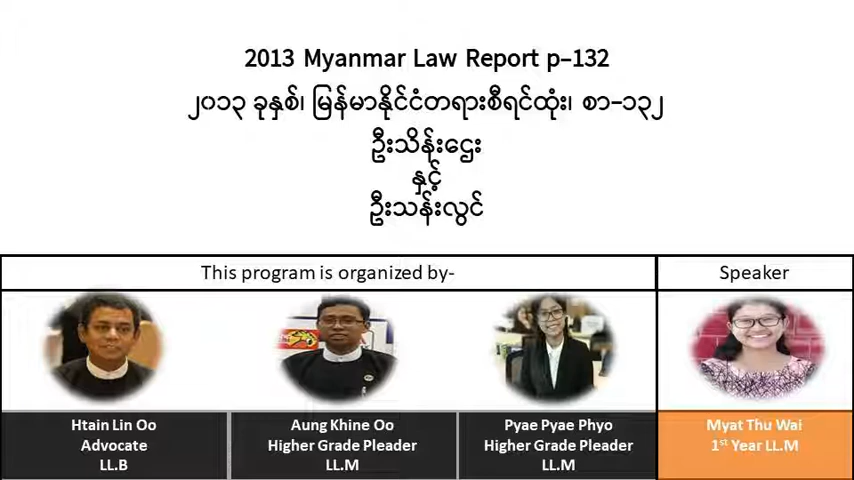 2013 Myanmar Law Report p-132
၂၀၁၃ ခုနှစ်၊ မြန်မာနိုင်ငံတရားစီရင်ထုံး၊ စာ-၁၃၂
ဦးသိန်းဌေး
နှင့်
ဦးသန်းလွင်
This program is organized by-
Speaker
Htain Lin Oo
Advocate
LL.B
Aung Khine Oo
Higher Grade Pleader
LL.M
Pyae Pyae Phyo
Higher Grade Pleader
LL.M
Myat Thu Wai
1st Year LL.M